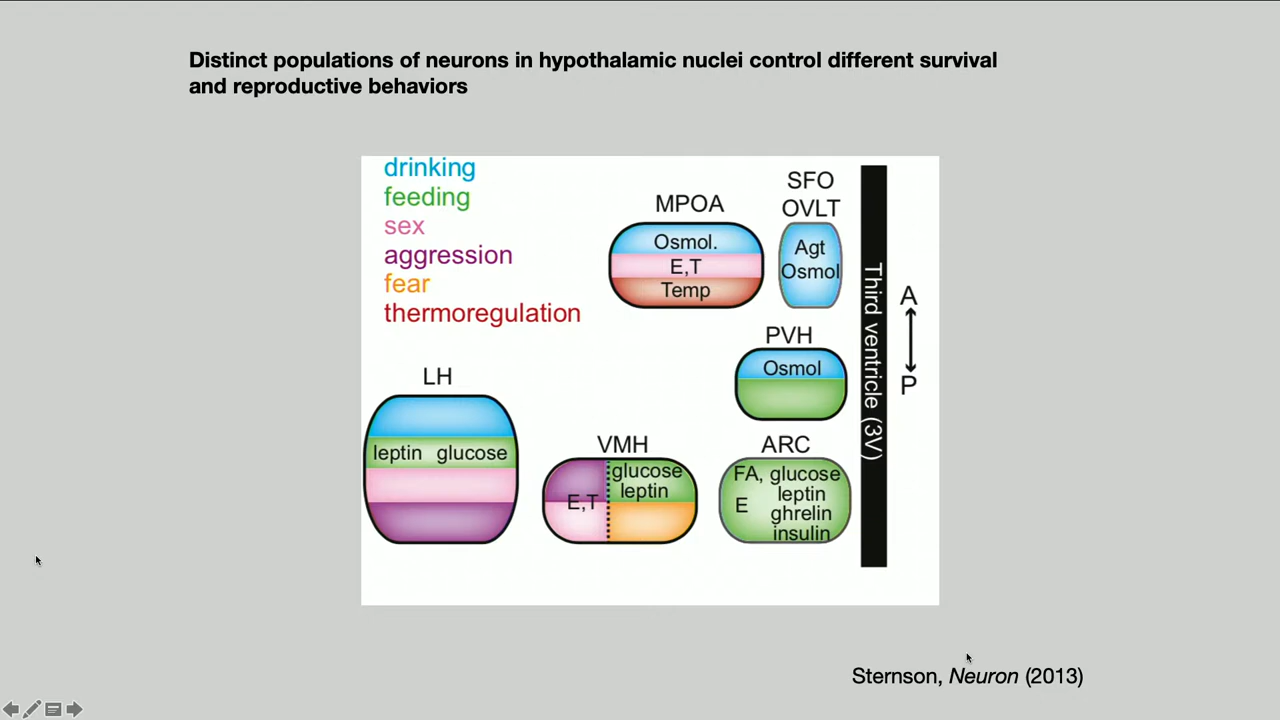 Distinct populations of neurons in hypothalamic nuclei control different survival
and reproductive behaviors
drinking
feeding
sex
aggression
fear
thermoregulation
MPOA
Osmol.
E,T
Temp
SFO
OVLT
Agt
Osmol
PVH
Osmol
LH
leptin glucose
VMH
E,T
glucose
leptin
ARC
FA, glucose
E
leptin
ghrelin
insulin
Third ventricle (3V)
A
P
Sternson, Neuron (2013)